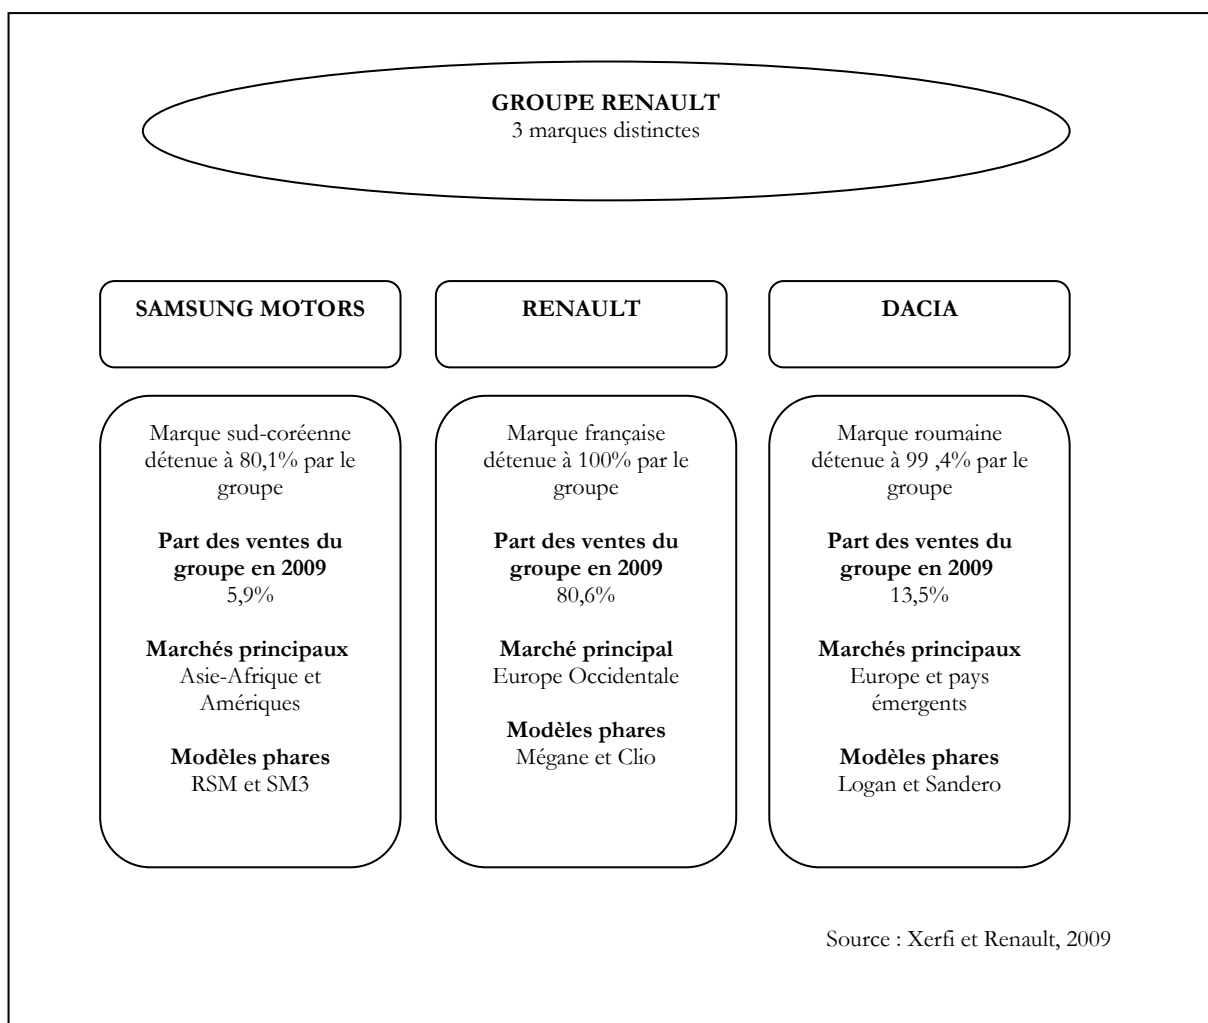 GROUPE RENAULT
3 marques distinctes
SAMSUNG MOTORS
RENAULT
DACIA
Marque sud-coréenne
détenue à 80,1% par le
groupe
Part des ventes du
groupe en 2009
5,9%
Marchés principaux
Asie-Afrique et
Amériques
Modèles phares
RSM et SM3
Marque française
détenue à 100% par le
groupe
Part des ventes du
groupe en 2009
80,6%
Marché principal
Europe Occidentale
Modèles phares
Mégane et Clio
Marque roumaine
détenue à 99 ,4% par le
groupe
Part des ventes du
groupe en 2009
13,5%
Marchés principaux
Europe et pays
émergents
Modèles phares
Logan et Sandero
Source : Xerfi et Renault, 2009